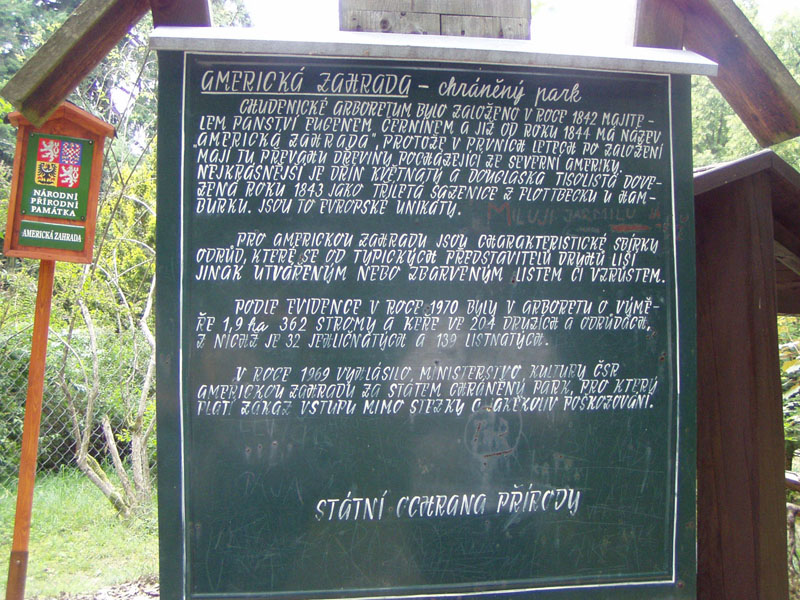 AMERICKÁ ZAHRADA – chráněný park
CHUDENICKÉ ARBORETUM BYLO ZALOŽENO V ROCE 1842 MAJITE-
LEM PANSTVÍ EUGENEM ČERNÍNEM A JIŽ OD ROKU 1844 MÁ NÁZEV
„AMERICKÁ ZAHRADA", PROTOŽE V PRVNÍCH LETECH PO ZALOŽENÍ
MAJÍ TU PŘEVAHU DŘEVINY POCHÁZEJÍCÍ ZE SEVERNÍ AMERIKY.
NEJKRÁSNĚJŠÍ JE DŘÍN KVĚTNATÝ A DOUGLASKA TISOLISTÁ DOVE-
ZENÁ ROKU 1843 JAKO TŘÍLETÁ SAZENICE Z FLOTTBECKU U HAM-
BURKU. JSOU TO EVROPSKÉ UNIKÁTY.
MILUJI JARMILU
PRO AMERICKOU ZAHRADU JSOU CHARAKTERISTICKÉ SBÍRKY
ODRŮD, KTERÉ SE OD TYPICKÝCH PŘEDSTAVITELŮ DRUHŮ LIŠÍ
JINAK UTVÁŘENÝM NEBO ZBARVENÝM LISTEM ČI VZRŮSTEM.
PODLE EVIDENCE V ROCE 1970 BYLY V ARBORETU O VÝMĚ-
ŘE 1,9 ha 362 STROMY A KEŘE VE 204 DRUZÍCH A ODRŮDÁCH,
Z NICHŽ JE 32 JEHLIČNATÝCH A 139 LISTNATÝCH.
V ROCE 1969 VYHLÁSILO MINISTERSTVO KULTURY ČSR
AMERICKOU ZAHRADU ZA STÁTEM CHRÁNĚNÝ PARK, PRO KTERÝ
PLATÍ ZÁKAZ VSTUPU MIMO STEZKY A JAKÉKOLIV POŠKOZOVÁNÍ.
STÁTNÍ OCHRANA PŘÍRODY
NÁRODNÍ
PŘÍRODNÍ
PAMÁTKA
AMERICKÁ ZAHRADA